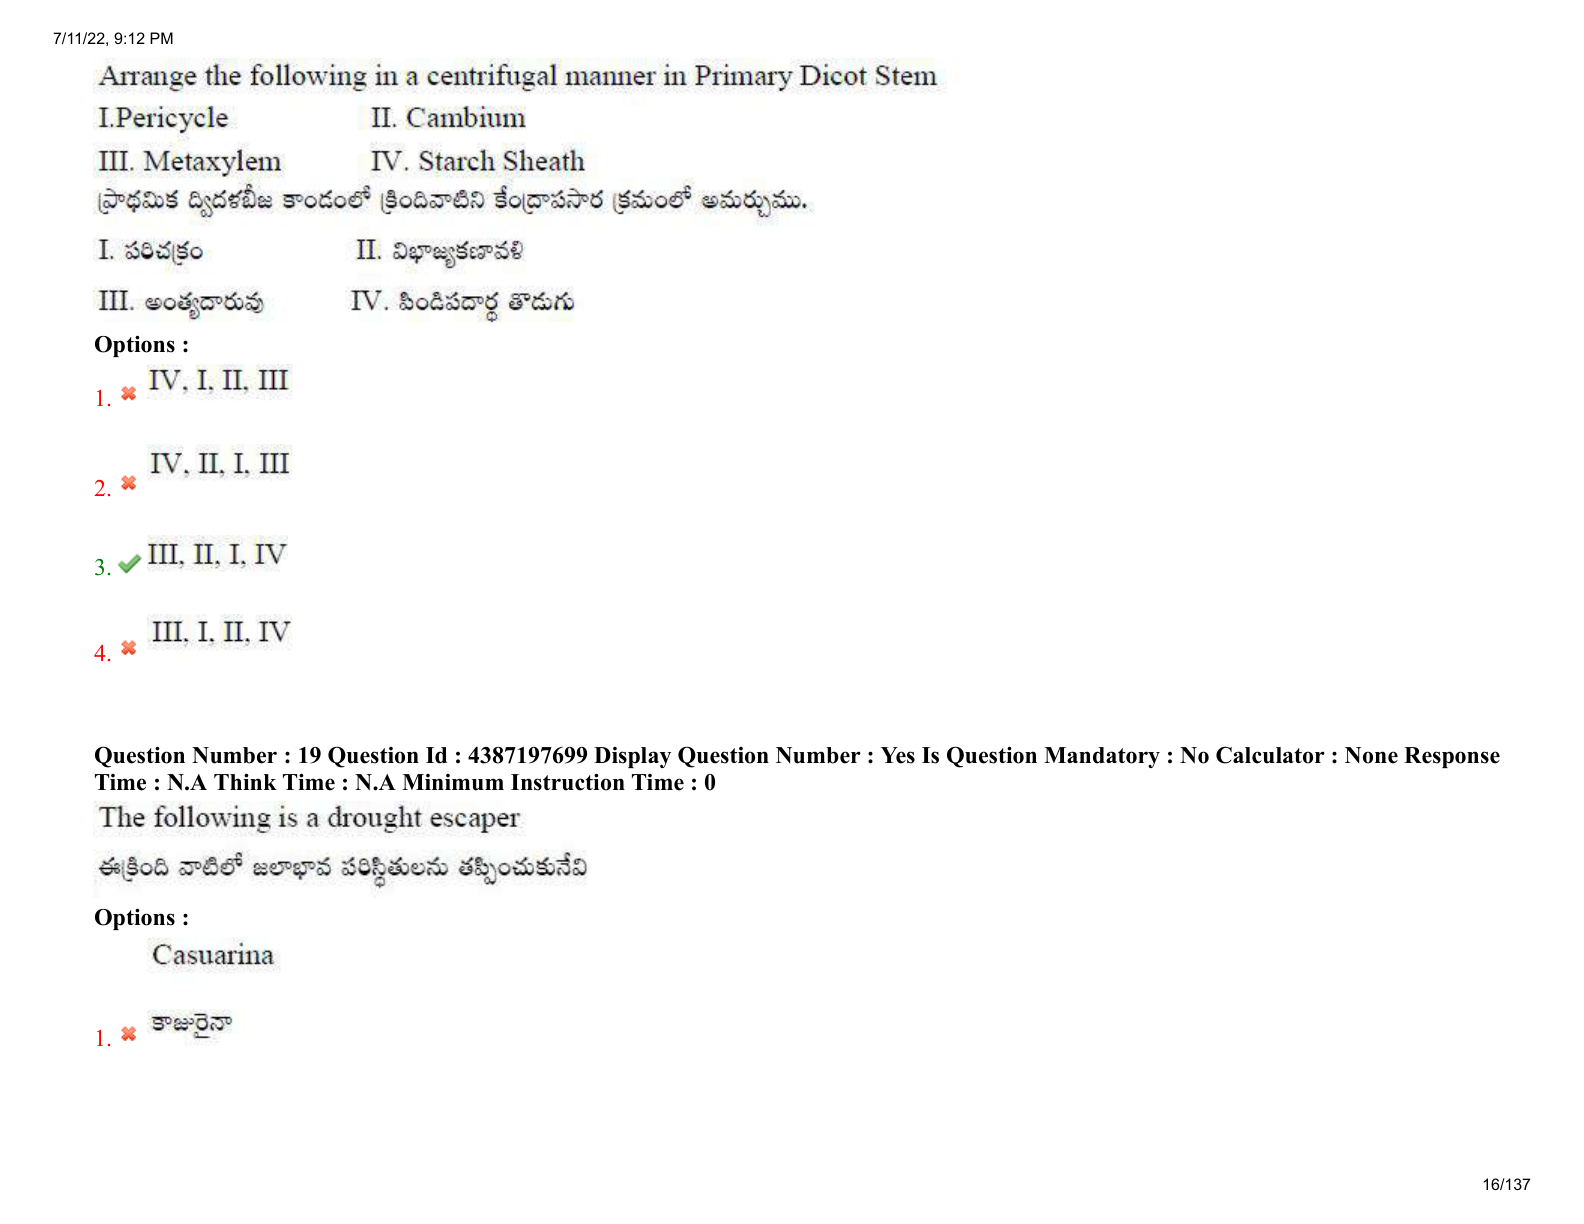 7/11/22, 9:12 PM
Arrange the following in a centrifugal manner in Primary Dicot Stem
I.Pericycle II. Cambium
III. Metaxylem IV. Starch Sheath
ప్రాథమిక ద్విదళబీజ కాండంలో క్రిందివాటిని కేంద్రాపసార క్రమంలో అమర్చుము.
I. పరిచక్రం II. విభాజ్యకణావళి
III. అంత్యదారువు IV. పిండిపదార్థ తొడుగు
Options :
IV, I, II, III
1.
IV, II, I, III
2.
III, II, I, IV
3.
III, I, II, IV
4.
Question Number : 19 Question Id : 4387197699 Display Question Number : Yes Is Question Mandatory : No Calculator : None Response
Time : N.A Think Time : N.A Minimum Instruction Time : 0
The following is a drought escaper
ఈక్రింది వాటిలో జలాభావ పరిస్థితులను తప్పించుకునేవి
Options :
Casuarina
కాజురైనా
1.
16/137